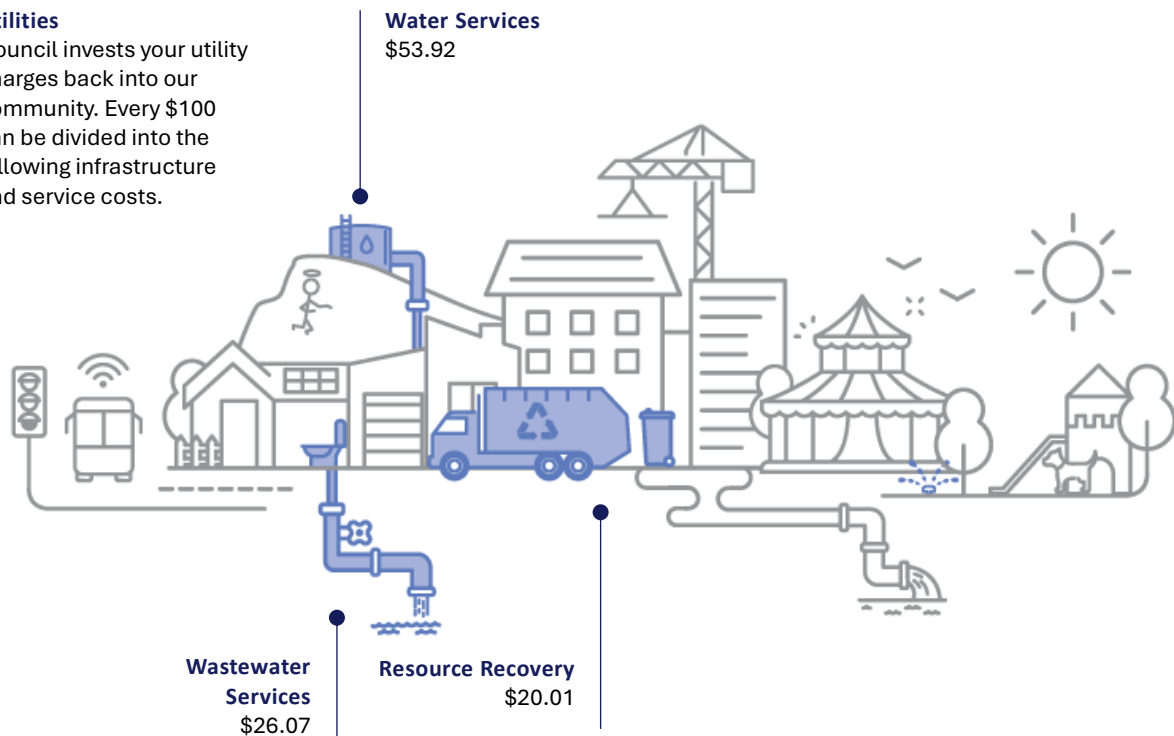 tilities
ouncil invests your utility
harges back into our
ommunity. Every $100
an be divided into the
llowing infrastructure
nd service costs.
Water Services
$53.92
Wastewater
Services
$26.07
Resource Recovery
$20.01